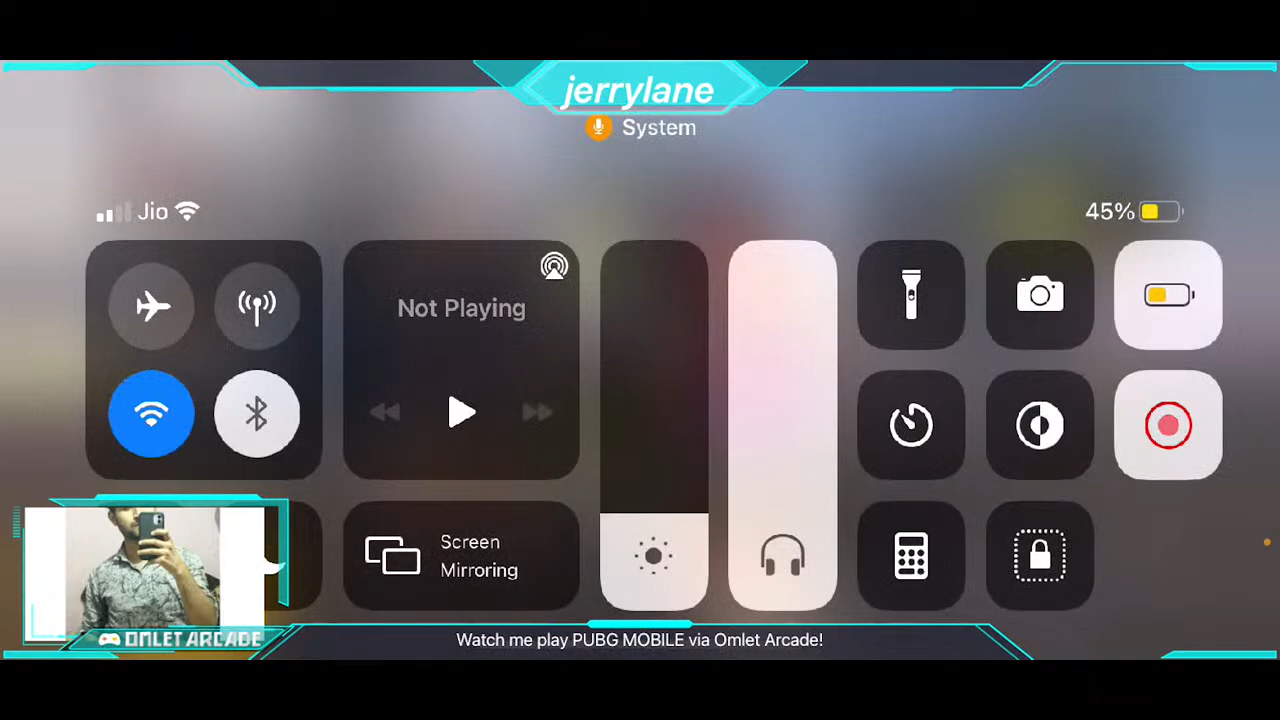 jerrylane
System
Jio
45%
Not Playing
Screen
Mirroring
OMLET ARCADE
Watch me play PUBG MOBILE via Omlet Arcade!